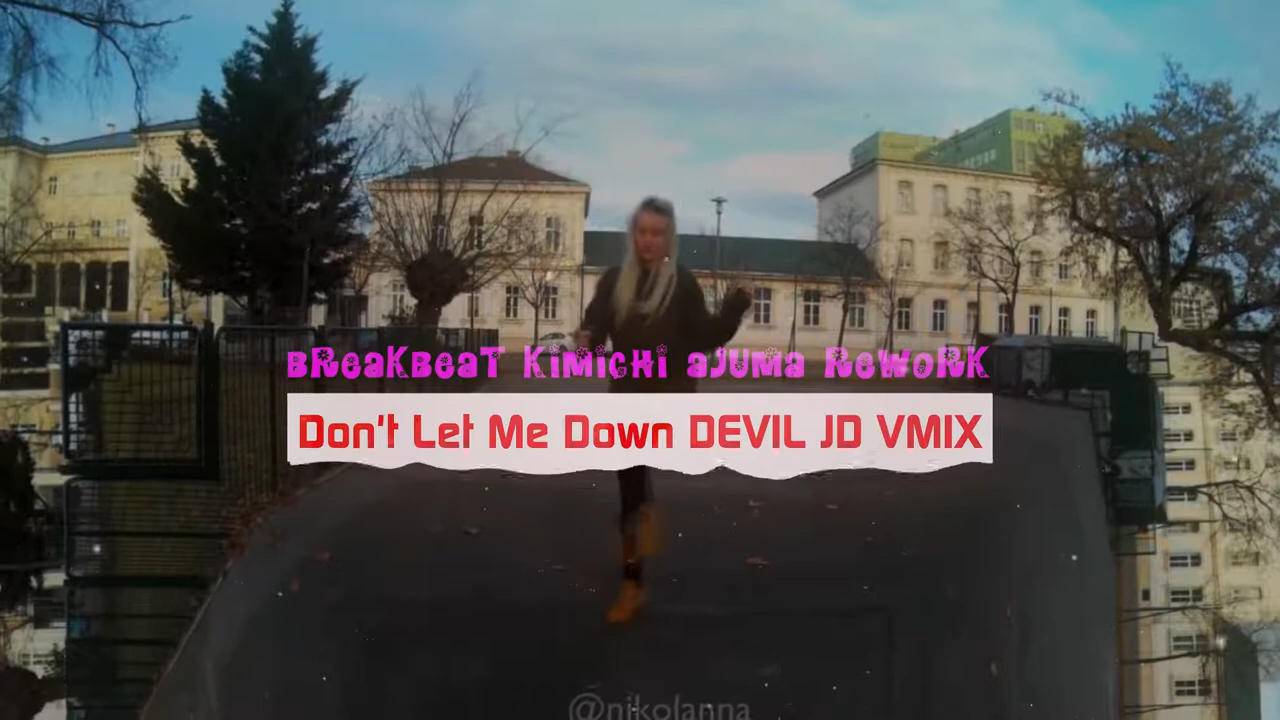 BReaKBeaT KiMiCHi aJUMa ReWoRK
Don't Let Me Down DEVIL JD VMIX
@nikolanna